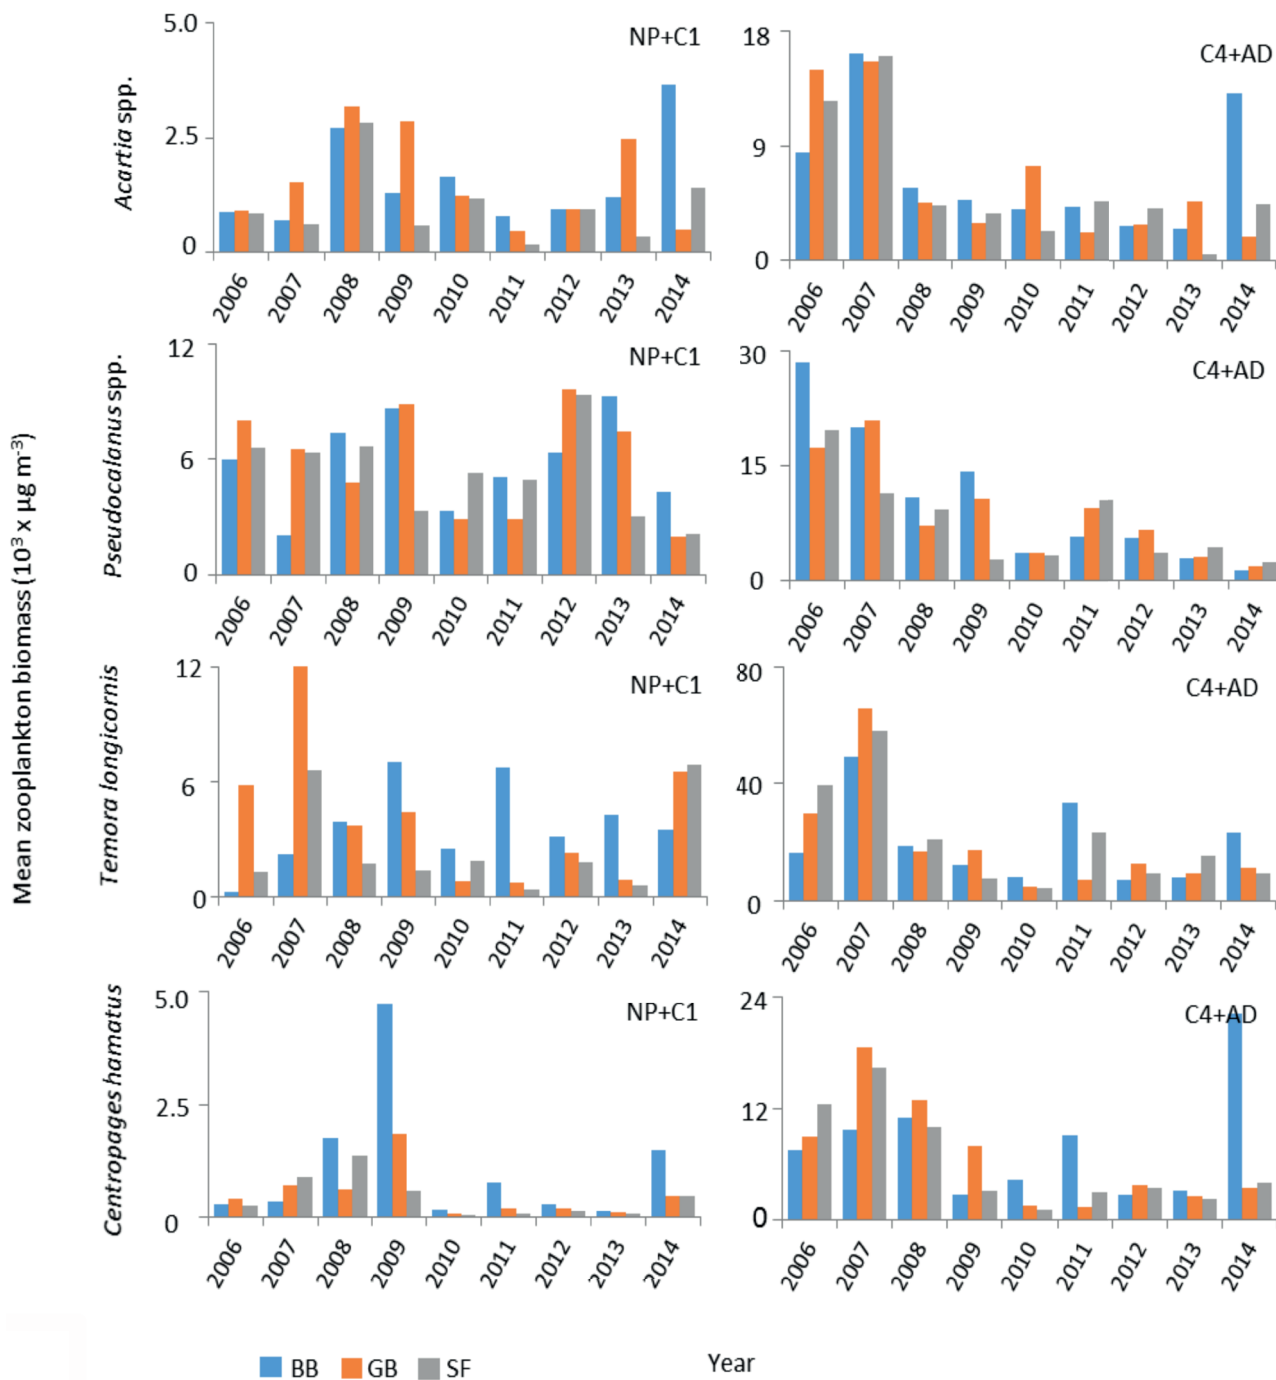 Mean zooplankton biomass (10³ x µg m⁻³)
Acartia spp.
5.0
2.5
0
NP+C1
2006 2007 2008 2009 2010 2011 2012 2013 2014
18
9
0
C4+AD
2006 2007 2008 2009 2010 2011 2012 2013 2014
Pseudocalanus spp.
12
6
0
NP+C1
2006 2007 2008 2009 2010 2011 2012 2013 2014
30
15
0
C4+AD
2006 2007 2008 2009 2010 2011 2012 2013 2014
Temora longicornis
12
6
0
NP+C1
2006 2007 2008 2009 2010 2011 2012 2013 2014
80
40
0
C4+AD
2006 2007 2008 2009 2010 2011 2012 2013 2014
Centropages hamatus
5.0
2.5
0
NP+C1
2006 2007 2008 2009 2010 2011 2012 2013 2014
24
12
0
C4+AD
2006 2007 2008 2009 2010 2011 2012 2013 2014
BB GB SF
Year